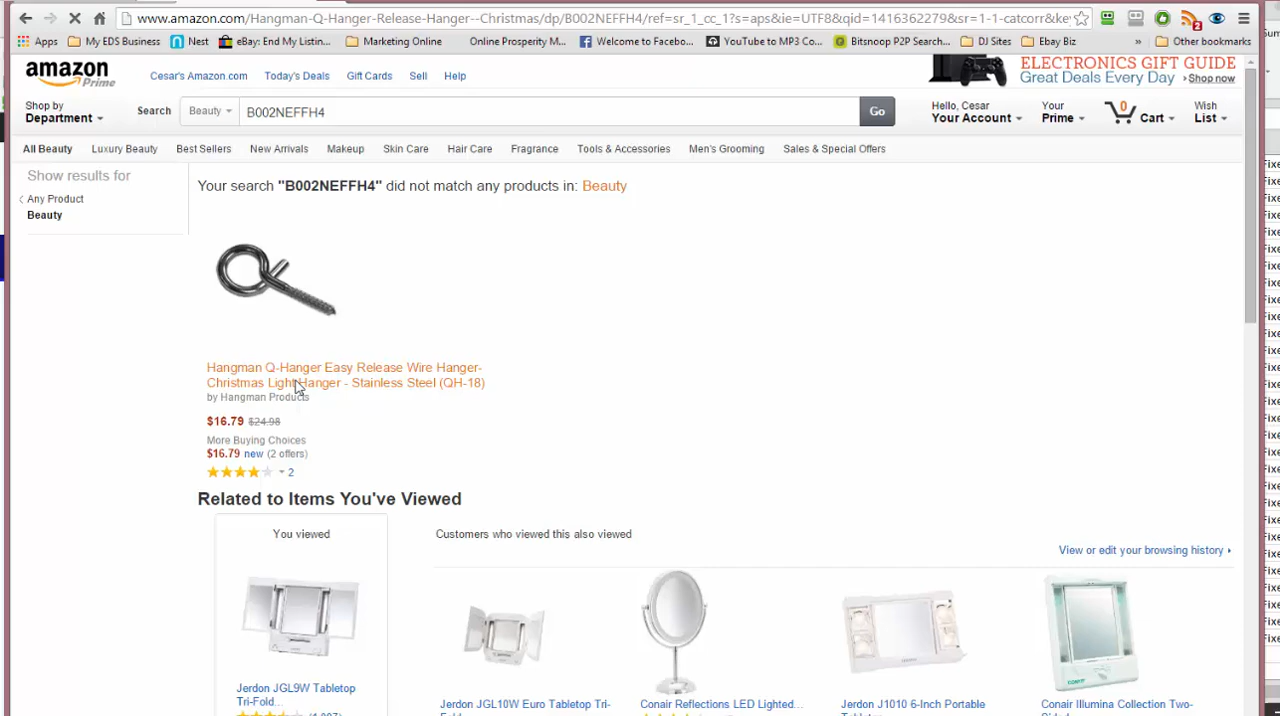 www.amazon.com/Hangman-Q-Hanger-Release-Hanger--Christmas/dp/B002NEFFH4/ref=sr_1_cc_1?s=aps&ie=UTF8&qid=1416362279&sr=1-1-catcorr&ke
Apps My EDS Business Nest eBay: End My Listin... Marketing Online Online Prosperity M... Welcome to Facebo... YouTube to MP3 Co... Bitsnoop P2P Search... DJ Sites Ebay Biz » Other bookmarks
amazon Prime
Cesar's Amazon.com Today's Deals Gift Cards Sell Help
ELECTRONICS GIFT GUIDE
Great Deals Every Day › Shop now
Shop by
Department
Search Beauty B002NEFFH4 Go
Hello, Cesar
Your Account
Your
Prime
0
Cart
Wish
List
All Beauty Luxury Beauty Best Sellers New Arrivals Makeup Skin Care Hair Care Fragrance Tools & Accessories Men's Grooming Sales & Special Offers
Show results for
‹ Any Product
Beauty
Your search "B002NEFFH4" did not match any products in: Beauty
Hangman Q-Hanger Easy Release Wire Hanger-
Christmas Light Hanger - Stainless Steel (QH-18)
by Hangman Products
$16.79 $24.98
More Buying Choices
$16.79 new (2 offers)
2
Related to Items You've Viewed
You viewed
Customers who viewed this also viewed
View or edit your browsing history
Jerdon JGL9W Tabletop
Tri-Fold...
Jerdon JGL10W Euro Tabletop Tri-
Conair Reflections LED Lighted...
Jerdon J1010 6-Inch Portable
Conair Illumina Collection Two-